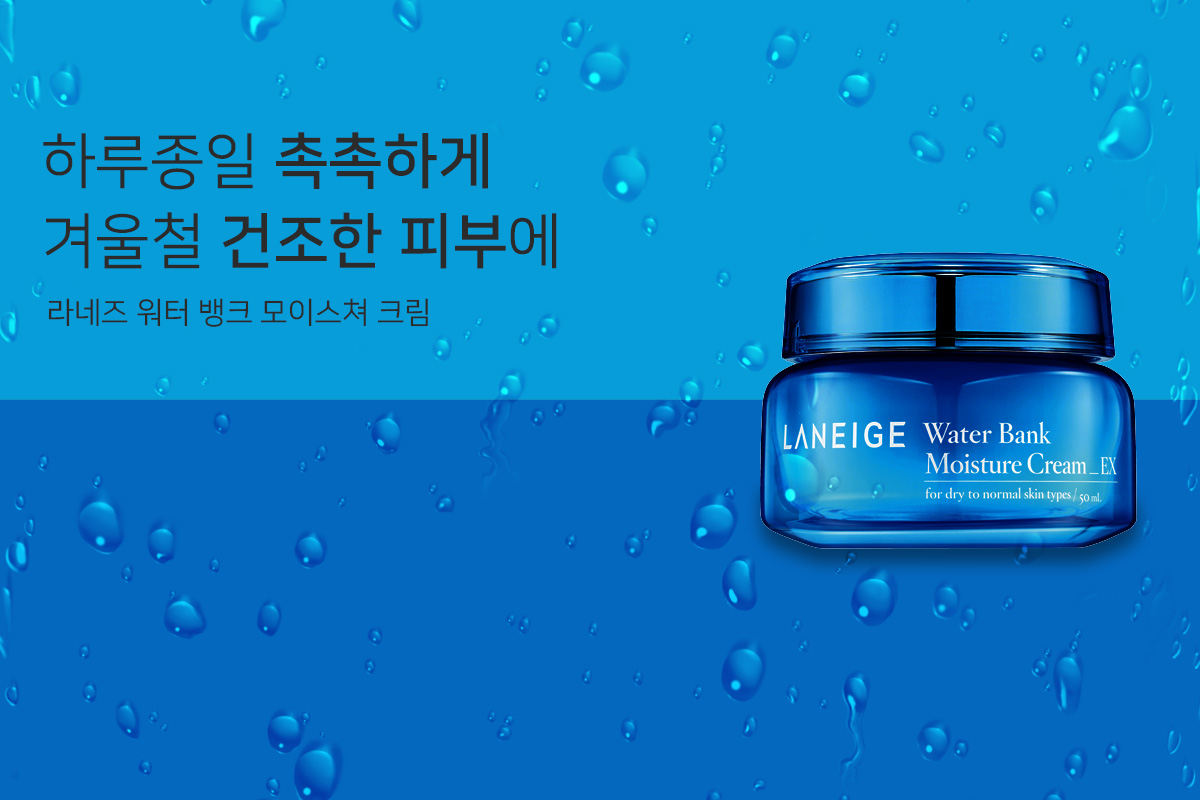 하루종일 촉촉하게
겨울철 건조한 피부에
라네즈 워터 뱅크 모이스쳐 크림
LANEIGE
Water Bank
Moisture Cream_EX
for dry to normal skin types / 50 mL